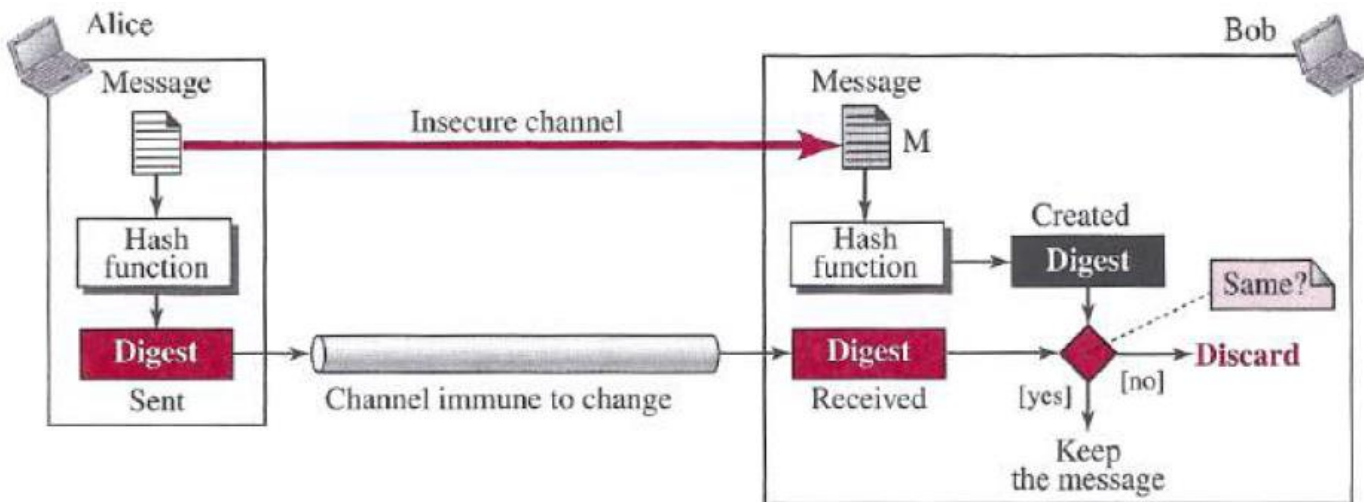 Alice
Bob
Message
Insecure channel
Message
M
Hash
function
Hash
function
Created
Digest
Same?
Digest
Sent
Channel immune to change
Digest
Received
[yes]
[no]
Discard
Keep
the message